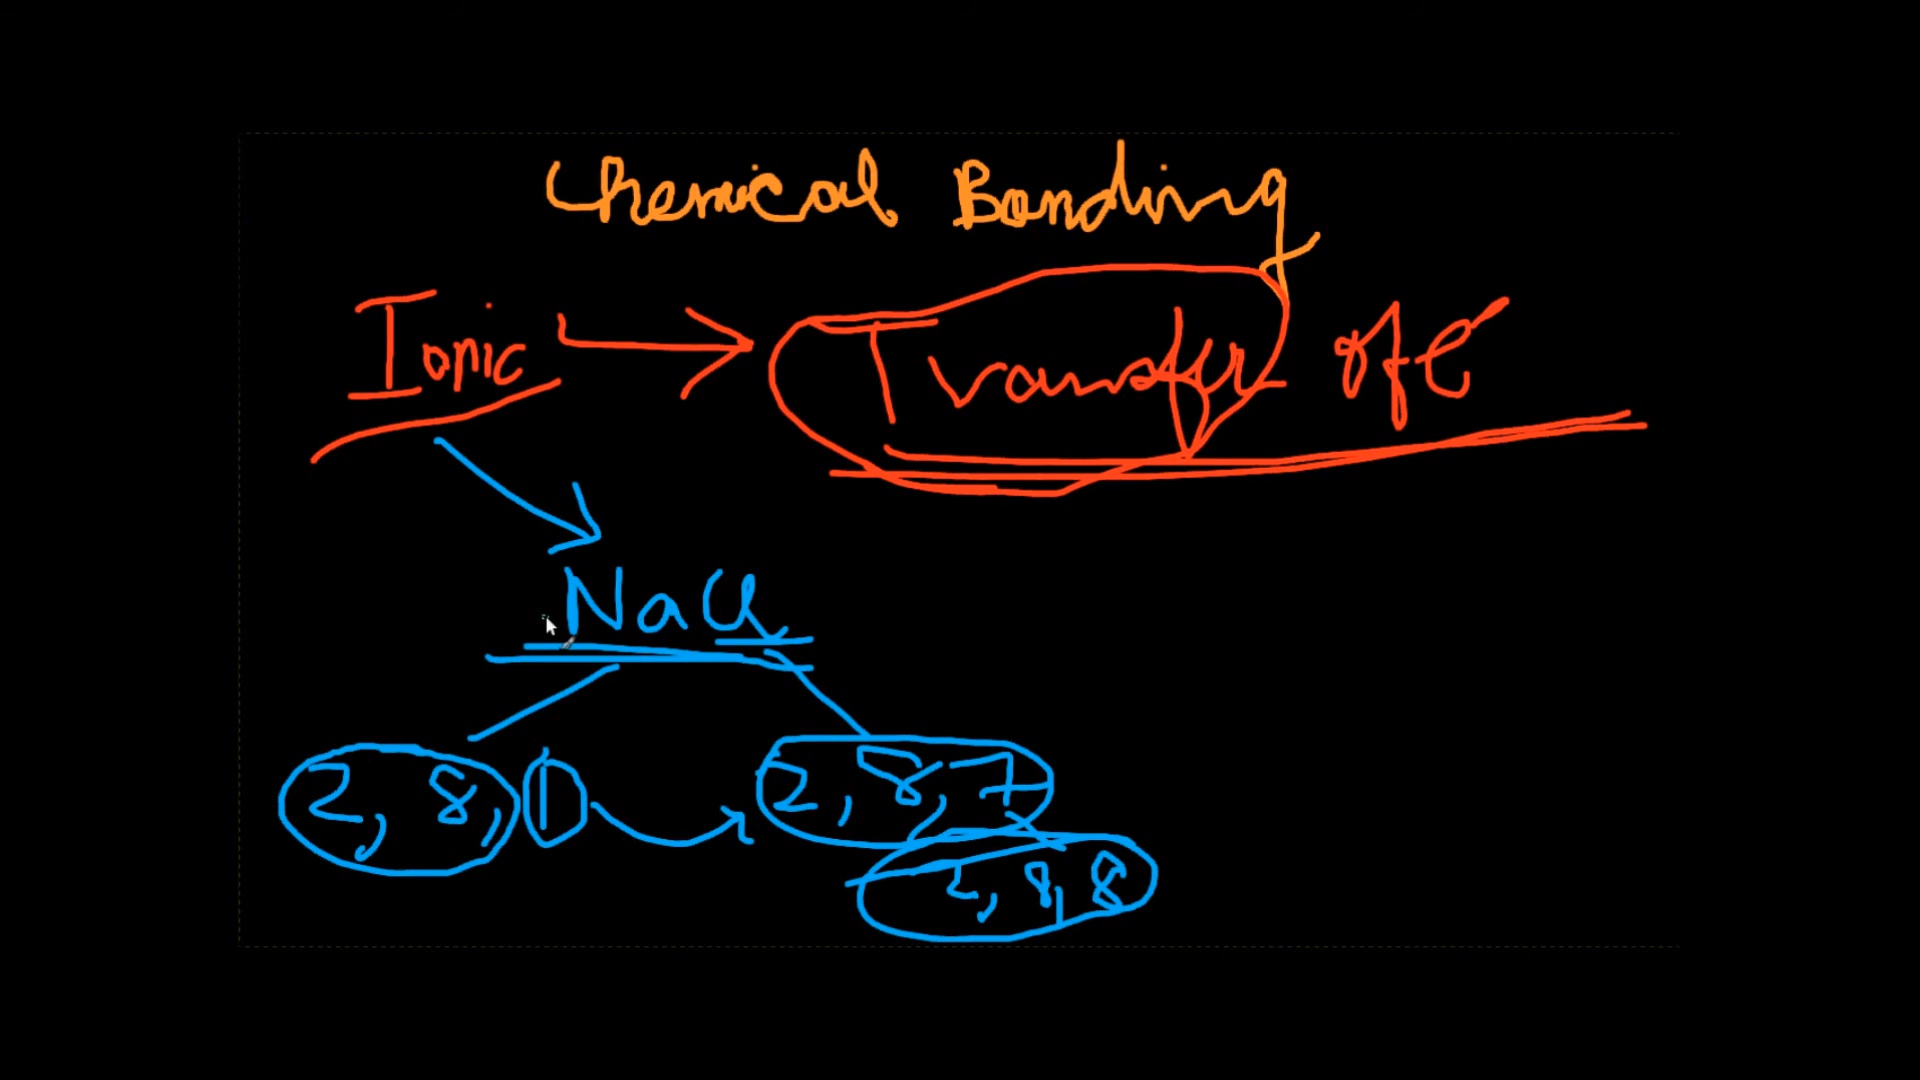 Chemical Bonding
Ionic → Transfer of e⁻
NaCl
2, 8, 1 2, 8, 7
2, 8, 8